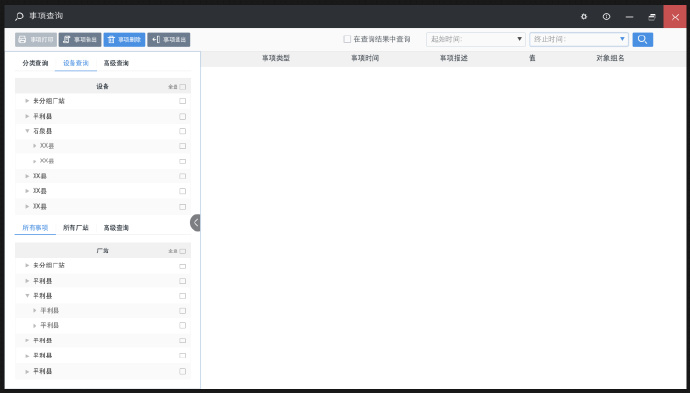 事项查询
事项打印 事项导出 事项删除 事项退出 在查询结果中查询 起始时间: 终止时间:
分类查询 设备查询 高级查询
事项类型 事项时间 事项描述 值 对象组名
设备 全选
未分组厂站
平利县
石泉县
XX县
XX县
XX县
XX县
XX县
所有事项 所有厂站 高级查询
厂站 全选
未分组厂站
平利县
平利县
平利县
平利县
平利县
平利县
平利县